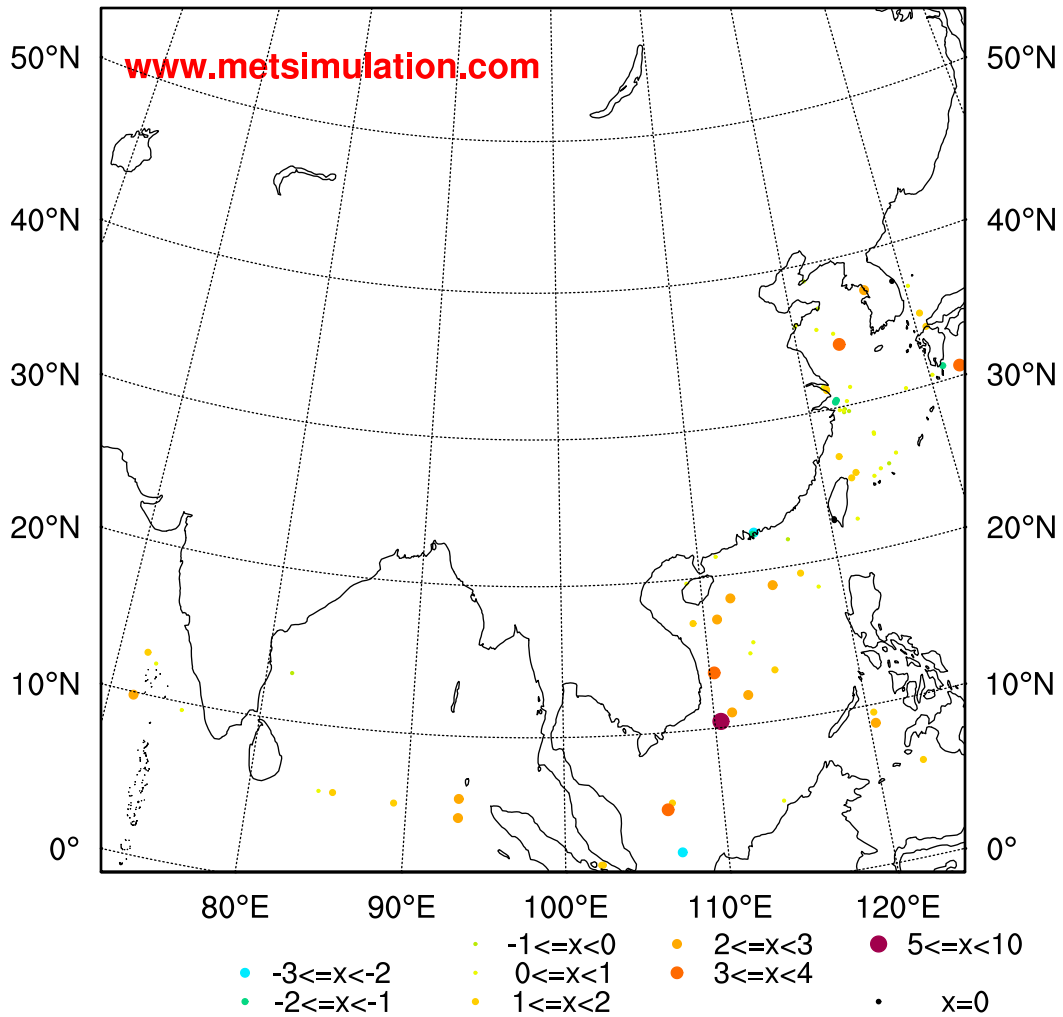 www.metsimulation.com
50°N 50°N
40°N 40°N
30°N 30°N
20°N 20°N
10°N 10°N
0° 0°
80°E 90°E 100°E 110°E 120°E
-1<=x<0 2<=x<3 5<=x<10
-3<=x<-2 0<=x<1 3<=x<4
-2<=x<-1 1<=x<2 x=0